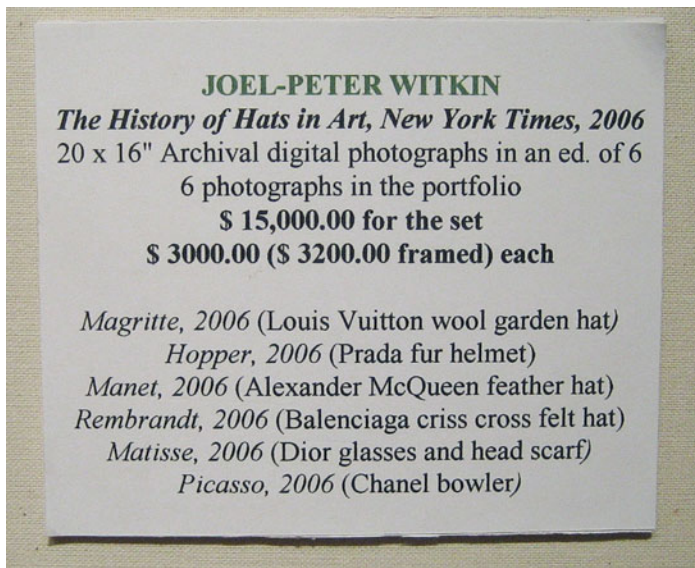 JOEL-PETER WITKIN
The History of Hats in Art, New York Times, 2006
20 x 16" Archival digital photographs in an ed. of 6
6 photographs in the portfolio
$ 15,000.00 for the set
$ 3000.00 ($ 3200.00 framed) each
Magritte, 2006 (Louis Vuitton wool garden hat)
Hopper, 2006 (Prada fur helmet)
Manet, 2006 (Alexander McQueen feather hat)
Rembrandt, 2006 (Balenciaga criss cross felt hat)
Matisse, 2006 (Dior glasses and head scarf)
Picasso, 2006 (Chanel bowler)